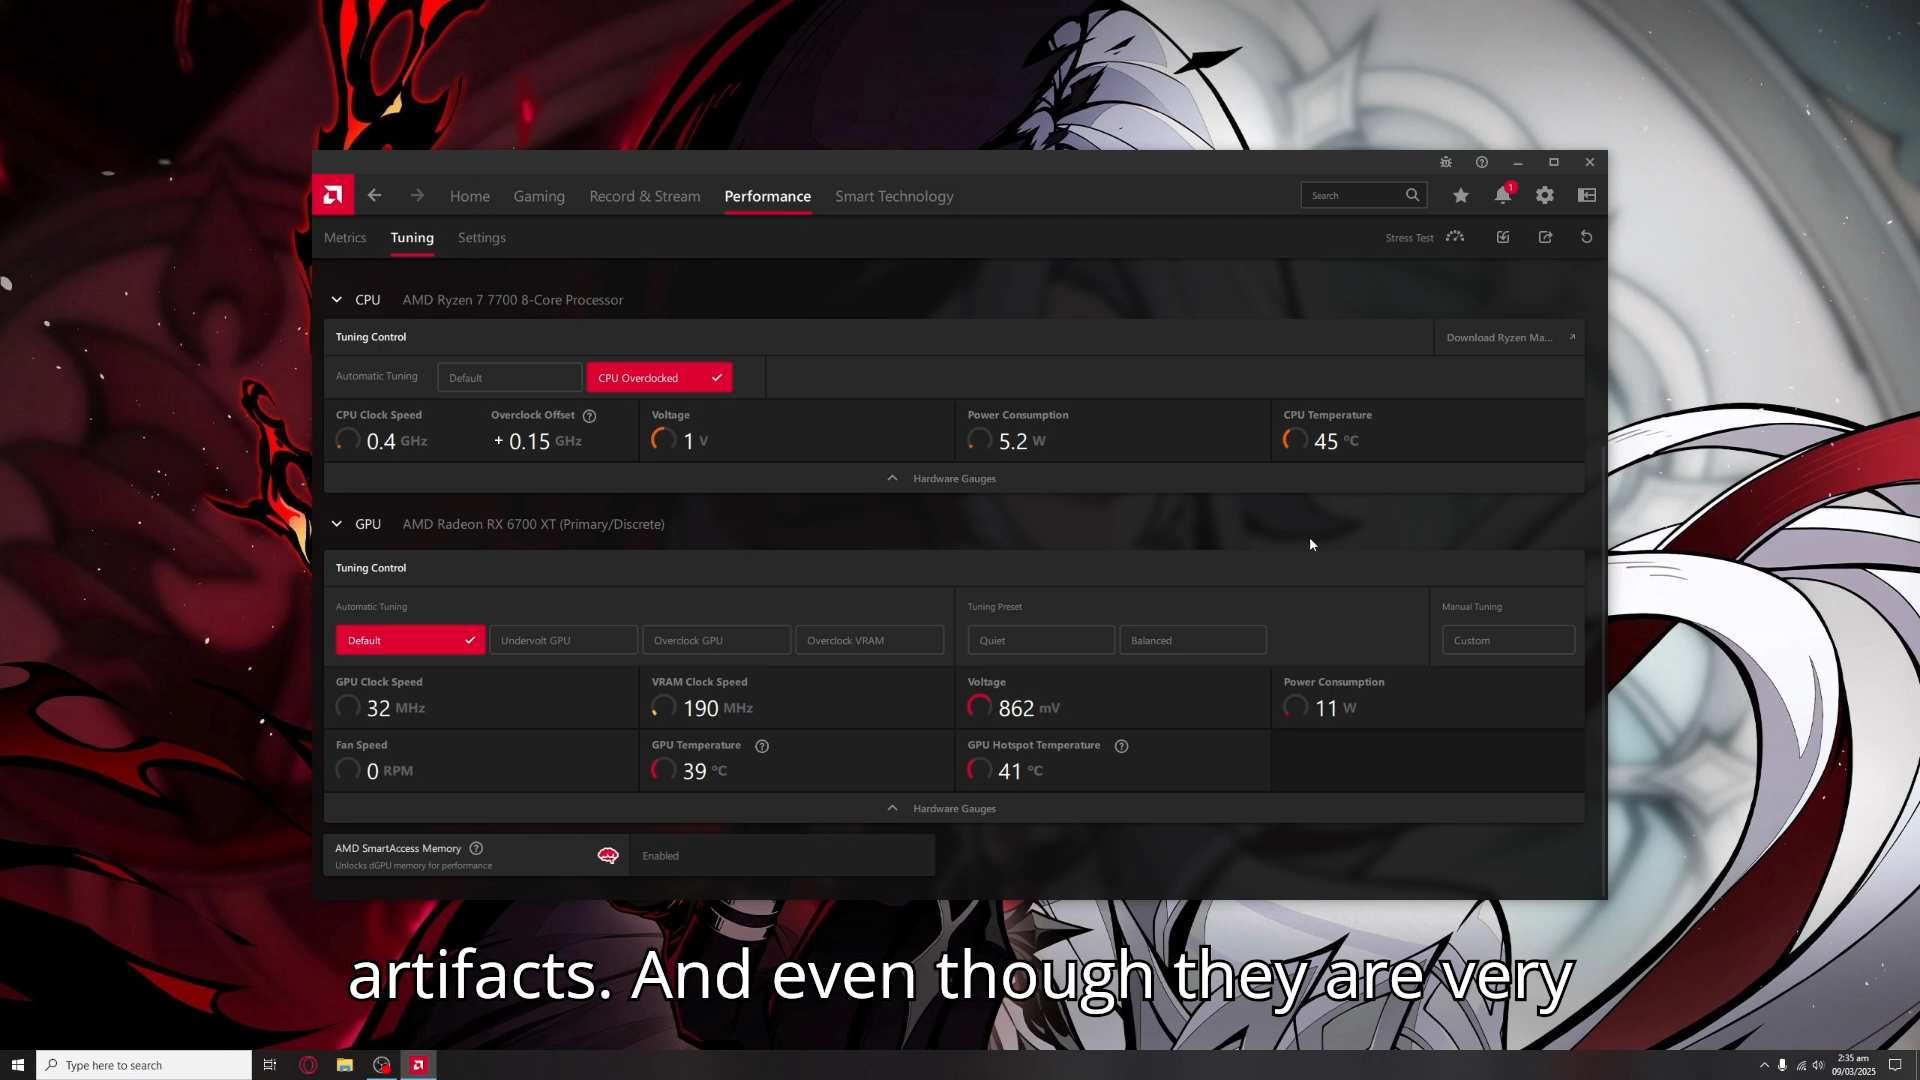 Home Gaming Record & Stream Performance Smart Technology Search 1
Metrics Tuning Settings Stress Test
CPU AMD Ryzen 7 7700 8-Core Processor
Tuning Control Download Ryzen Ma...
Automatic Tuning Default CPU Overclocked
CPU Clock Speed Overclock Offset Voltage Power Consumption CPU Temperature
0.4 GHz + 0.15 GHz 1 V 5.2 W 45 °C
Hardware Gauges
GPU AMD Radeon RX 6700 XT (Primary/Discrete)
Tuning Control
Automatic Tuning Tuning Preset Manual Tuning
Default Undervolt GPU Overclock GPU Overclock VRAM Quiet Balanced Custom
GPU Clock Speed VRAM Clock Speed Voltage Power Consumption
32 MHz 190 MHz 862 mV 11 W
Fan Speed GPU Temperature GPU Hotspot Temperature
0 RPM 39 °C 41 °C
Hardware Gauges
AMD SmartAccess Memory Enabled
Unlocks dGPU memory for performance
artifacts. And even though they are very
Type here to search 2:35 am
09/03/2025